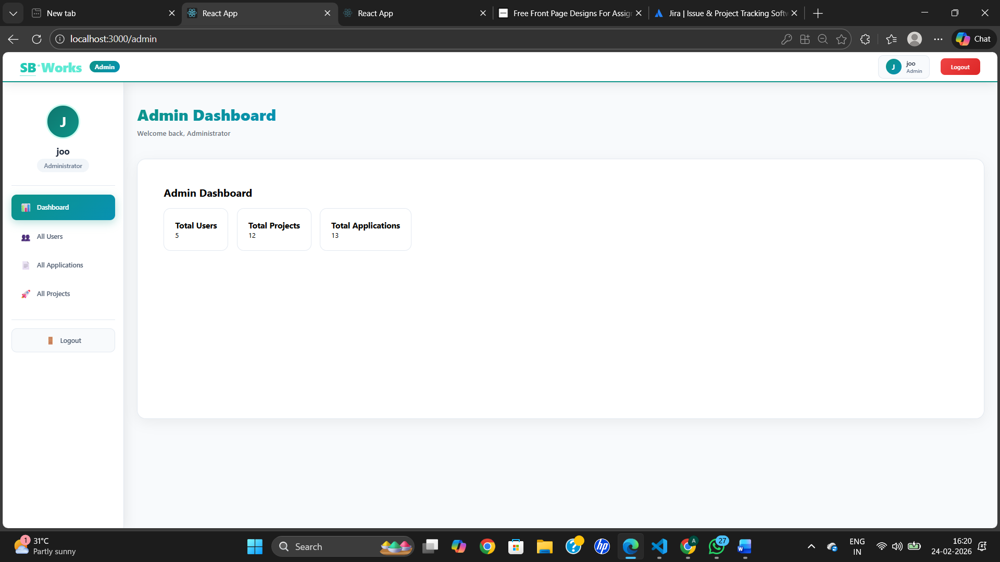 New tab
React App
React App
Free Front Page Designs For Assig
Jira | Issue & Project Tracking Softw
localhost:3000/admin
Chat
SB Works
Admin
J
joo
Admin
Logout
J
joo
Administrator
Dashboard
All Users
All Applications
All Projects
Logout
Admin Dashboard
Welcome back, Administrator
Admin Dashboard
Total Users
5
Total Projects
12
Total Applications
13
1
31°C
Partly sunny
Search
?
hp
A
27
W
ENG
IN
16:20
24-02-2026